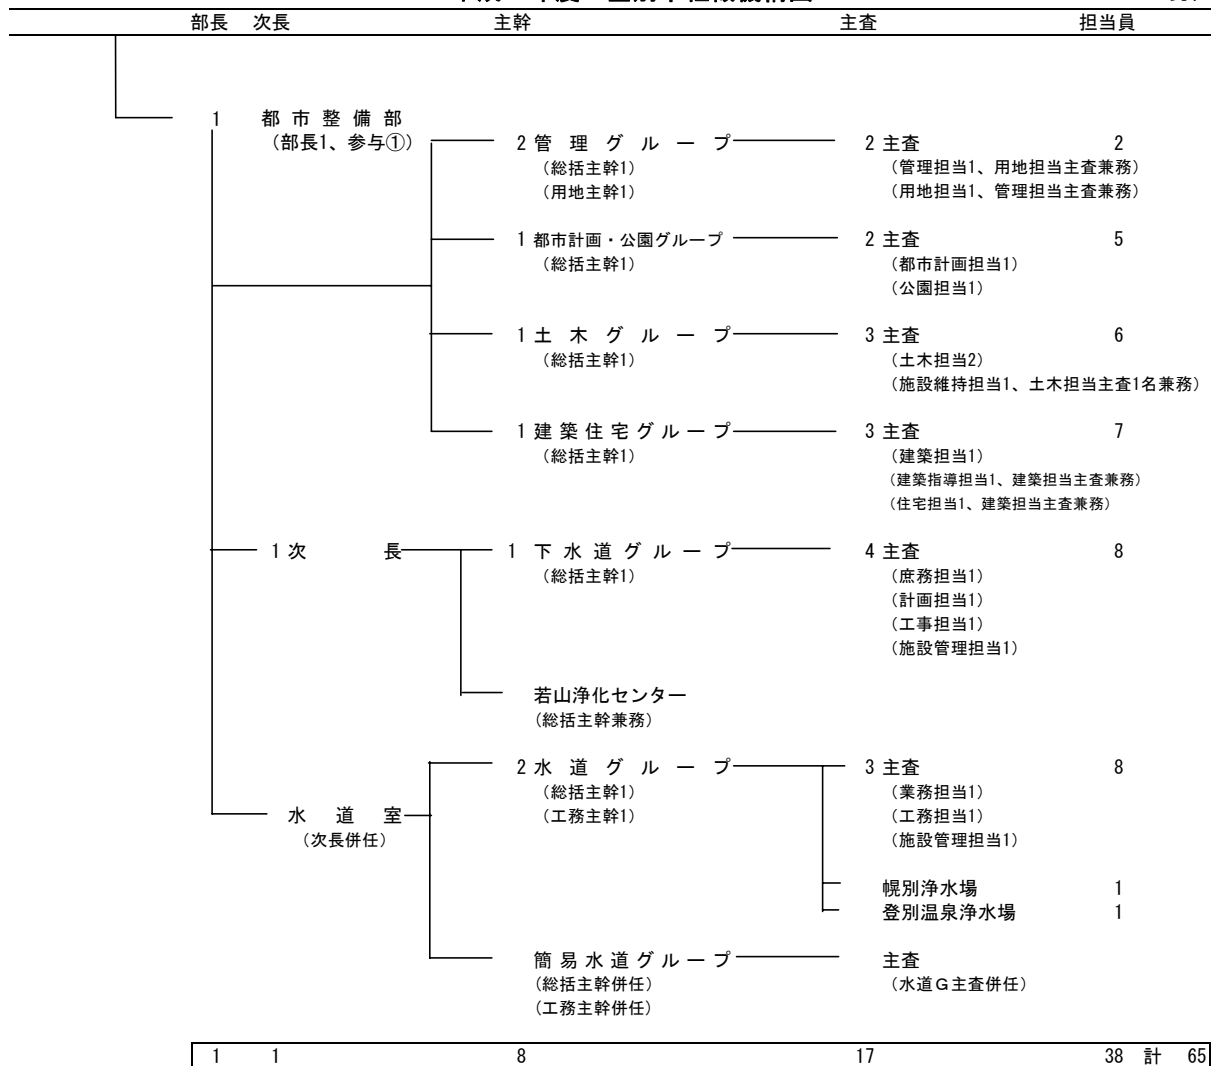 部長 次長 主幹 主査 担当員
1 都市整備部
(部長1、参与①)
2 管理グループ 2 主査 2
(総括主幹1) (管理担当1、用地担当主査兼務)
(用地主幹1) (用地担当1、管理担当主査兼務)
1 都市計画・公園グループ 2 主査 5
(総括主幹1) (都市計画担当1)
(公園担当1)
1 土木グループ 3 主査 6
(総括主幹1) (土木担当2)
(施設維持担当1、土木担当主査1名兼務)
1 建築住宅グループ 3 主査 7
(総括主幹1) (建築担当1)
(建築指導担当1、建築担当主査兼務)
(住宅担当1、建築担当主査兼務)
1 次長 1 下水道グループ 4 主査 8
(総括主幹1) (庶務担当1)
(計画担当1)
(工事担当1)
(施設管理担当1)
若山浄化センター
(総括主幹兼務)
2 水道グループ 3 主査 8
(総括主幹1) (業務担当1)
水道室 (工務主幹1) (工務担当1)
(次長併任) (施設管理担当1)
幌別浄水場 1
登別温泉浄水場 1
簡易水道グループ 主査
(総括主幹併任) (水道G主査併任)
(工務主幹併任)
1 1 8 17 38 計 65